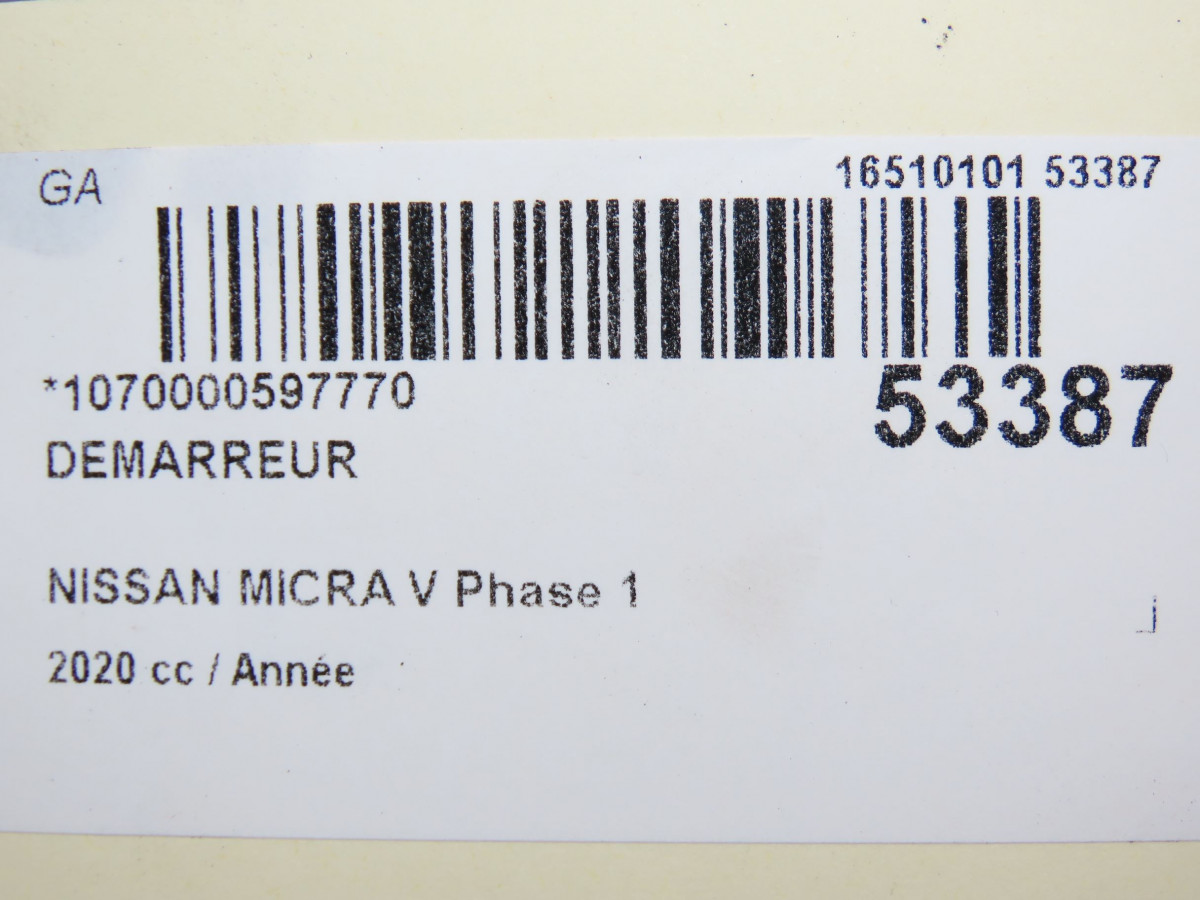 GA
16510101 53387
*1070000597770
53387
DEMARREUR
NISSAN MICRA V Phase 1
2020 cc / Année